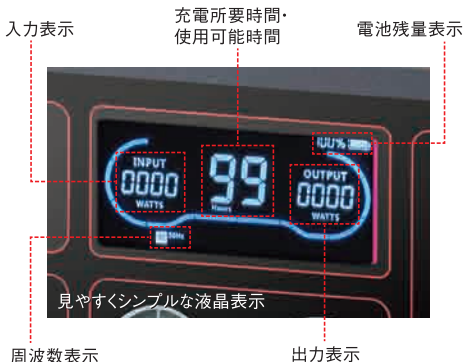 入力表示
充電所要時間・
使用可能時間
電池残量表示
100%
INPUT
0000
WATTS
99
Hours
OUTPUT
0000
WATTS
50Hz
見やすくシンプルな液晶表示
周波数表示
出力表示